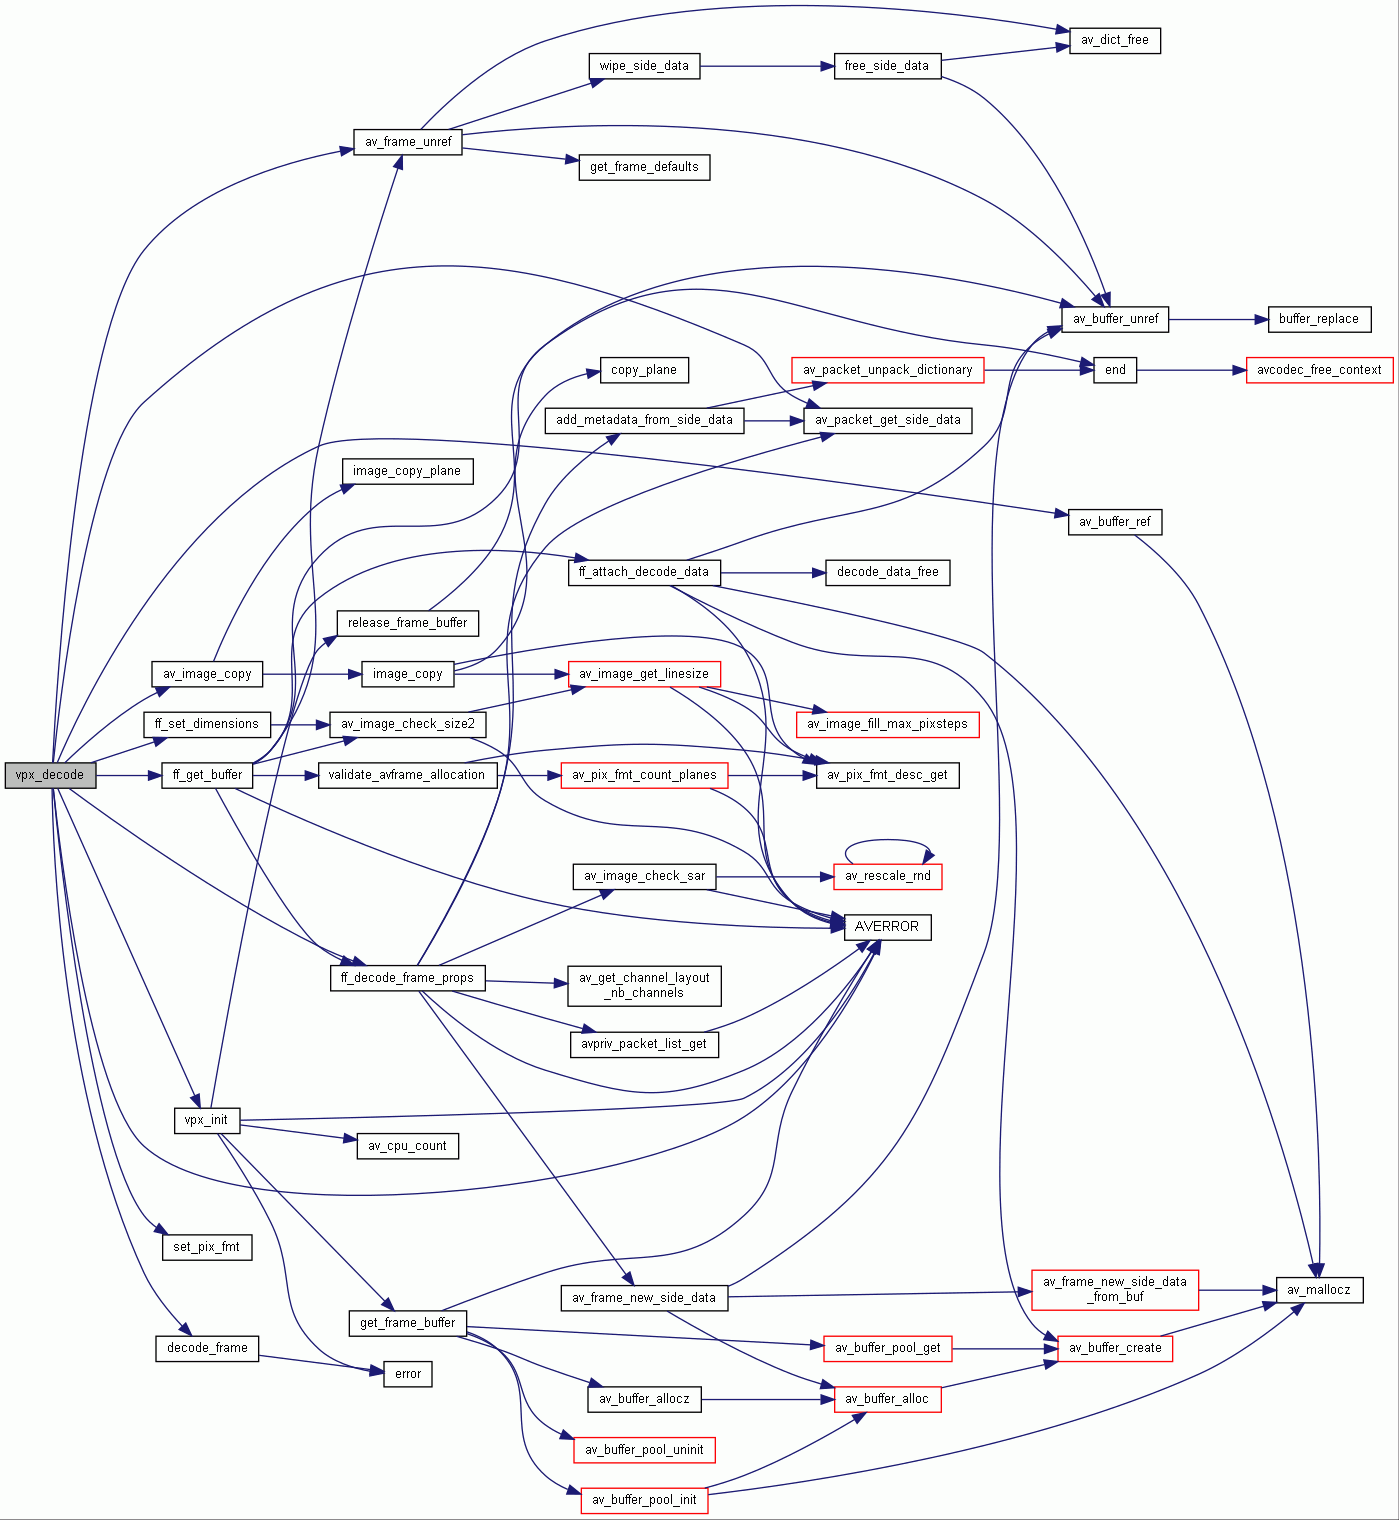 av_dict_free
wipe_side_data
free_side_data
av_frame_unref
get_frame_defaults
av_buffer_unref
buffer_replace
copy_plane
av_packet_unpack_dictionary
end
avcodec_free_context
add_metadata_from_side_data
av_packet_get_side_data
image_copy_plane
av_buffer_ref
ff_attach_decode_data
decode_data_free
release_frame_buffer
av_image_copy
image_copy
av_image_get_linesize
ff_set_dimensions
av_image_check_size2
av_image_fill_max_pixsteps
vpx_decode
ff_get_buffer
validate_avframe_allocation
av_pix_fmt_count_planes
av_pix_fmt_desc_get
av_image_check_sar
av_rescale_rnd
AVERROR
ff_decode_frame_props
av_get_channel_layout
_nb_channels
avpriv_packet_list_get
vpx_init
av_cpu_count
set_pix_fmt
av_frame_new_side_data
av_frame_new_side_data
_from_buf
av_mallocz
get_frame_buffer
decode_frame
error
av_buffer_pool_get
av_buffer_create
av_buffer_allocz
av_buffer_alloc
av_buffer_pool_uninit
av_buffer_pool_init